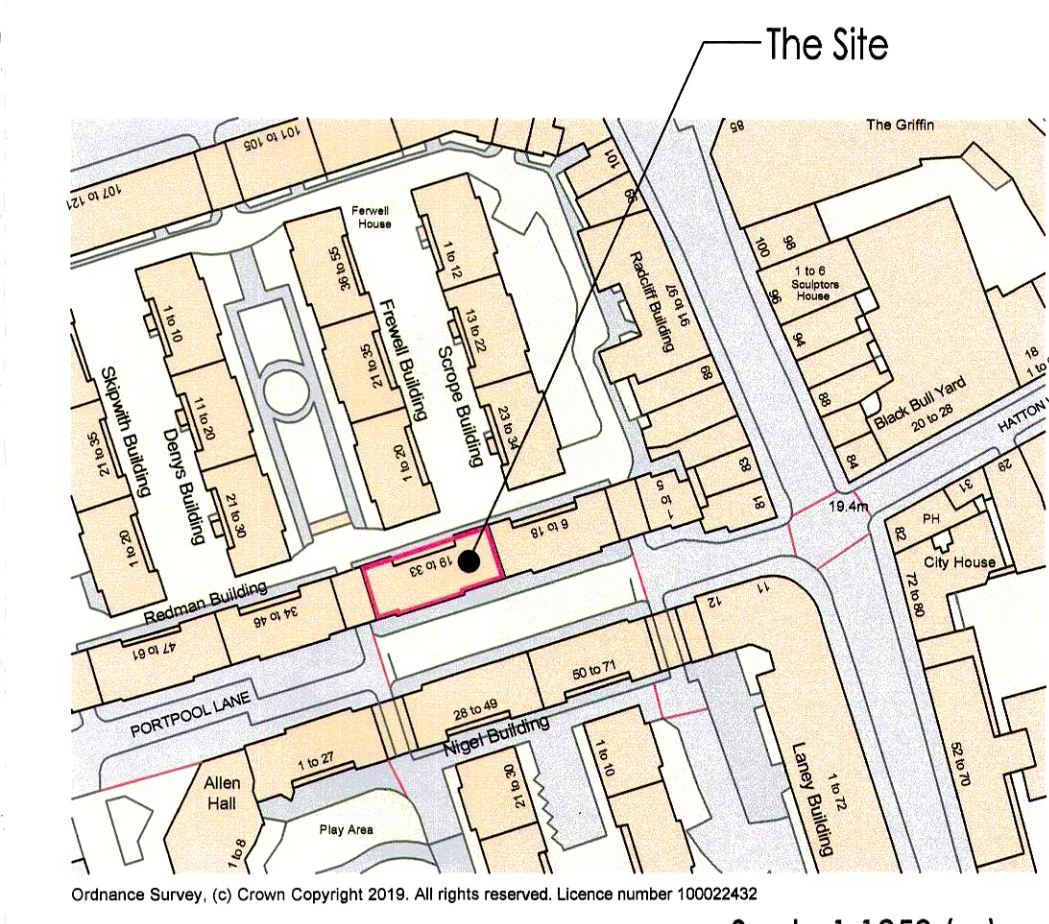 The Site
The Griffin
85
101 to 105
107 to 121
101
99
Ferwell
House
1 to 12
36 to 55
100
98
1 to 6
Sculptors
House
96
Radcliff Building
91 to 97
1 to 10
13 to 22
94
Frewell Building
Scrope Building
21 to 35
18
Skipwith Building
89
88
Black Bull Yard
20 to 28
11 to 20
Denys Building
23 to 34
HATTON
21 to 35
1 to 20
84
83
29
31
1 to 5
81
19.4m
21 to 30
6 to 18
PH
82
1 to 20
City House
19 to 33
Redman Building
34 to 46
12
11
72 to 80
47 to 61
50 to 71
PORTPOOL LANE
28 to 49
Nigel Building
1 to 27
1 to 10
21 to 30
Allen
Hall
Laney Building
1 to 72
52 to 70
Play Area
1 to 8
Ordnance Survey, (c) Crown Copyright 2019. All rights reserved. Licence number 100022432